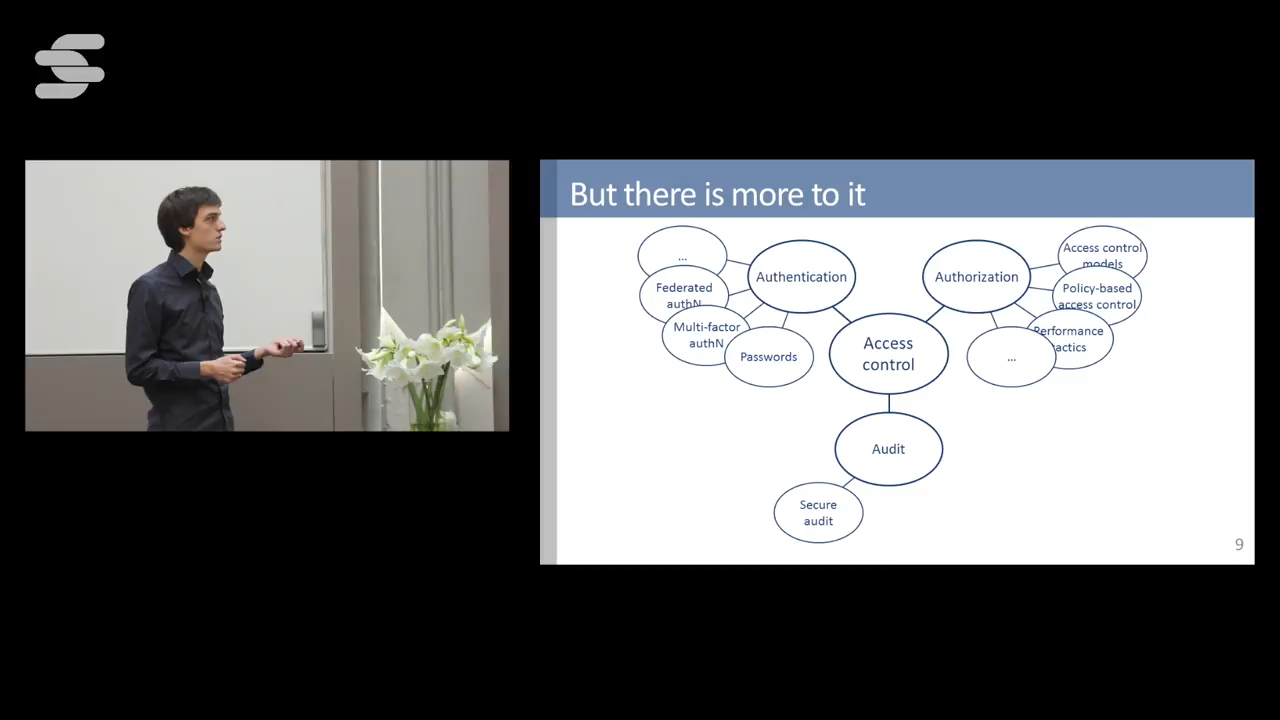 But there is more to it
...
Federated
authN
Multi-factor
authN
Passwords
Authentication
Access
control
Authorization
Access control
models
Policy-based
access control
Performance
tactics
...
Audit
Secure
audit
9